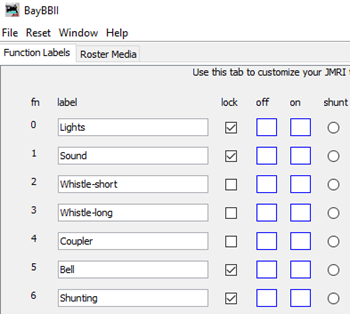 BayBBII
File Reset Window Help
Function Labels Roster Media
Use this tab to customize your JMRI
fn label lock off on shunt
0 Lights
1 Sound
2 Whistle-short
3 Whistle-long
4 Coupler
5 Bell
6 Shunting